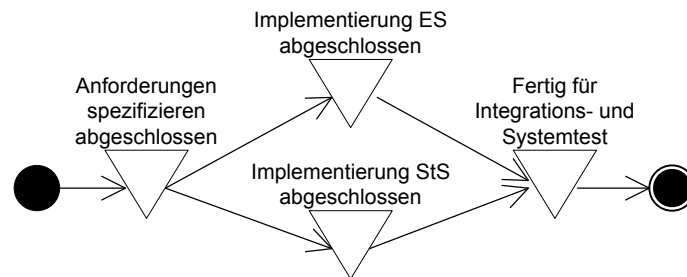 Implementierung ES
abgeschlossen
Anforderungen
spezifizieren
abgeschlossen
Fertig für
Integrations- und
Systemtest
Implementierung StS
abgeschlossen